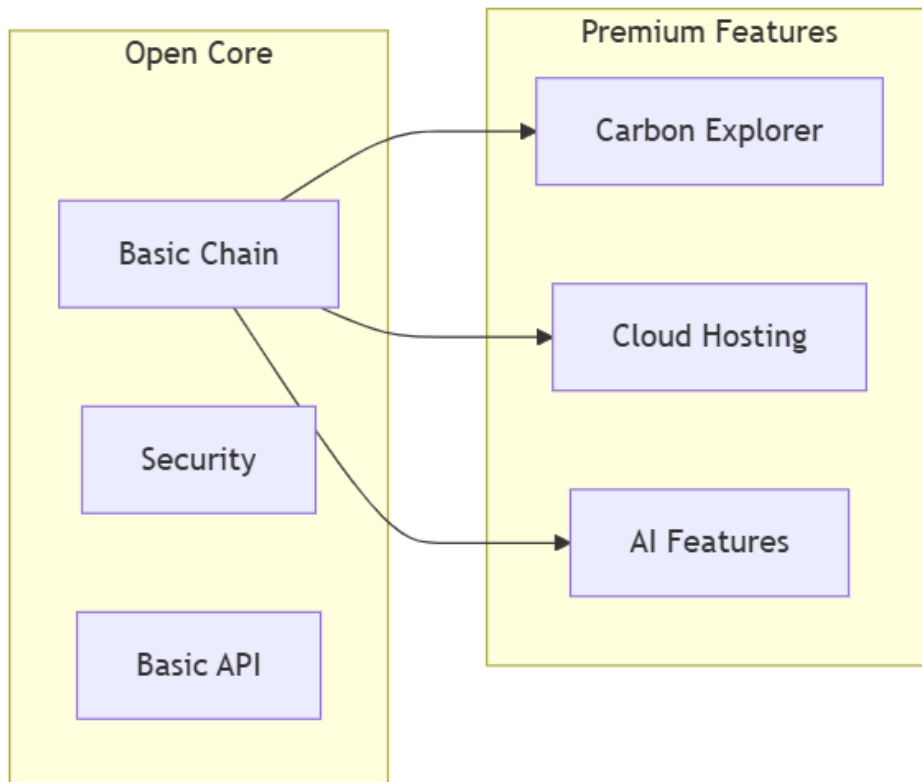 Open Core
Basic Chain
Security
Basic API
Premium Features
Carbon Explorer
Cloud Hosting
AI Features